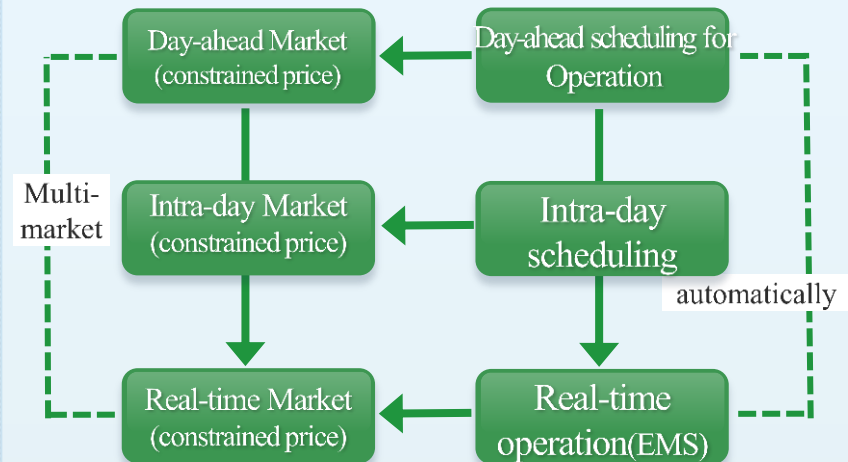 Day-ahead Market
(constrained price)
Day-ahead scheduling for
Operation
Multi-
market
Intra-day Market
(constrained price)
Intra-day
scheduling
automatically
Real-time Market
(constrained price)
Real-time
operation(EMS)